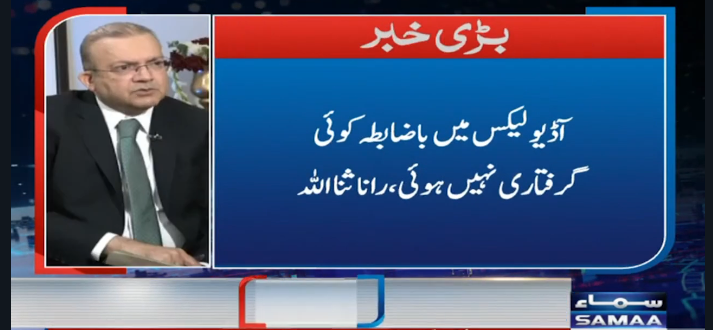 بڑی خبر
آڈیو لیکس میں باضابطہ کوئی
گرفتاری نہیں ہوئی،رانا ثنا اللہ
سماء
SAMAA